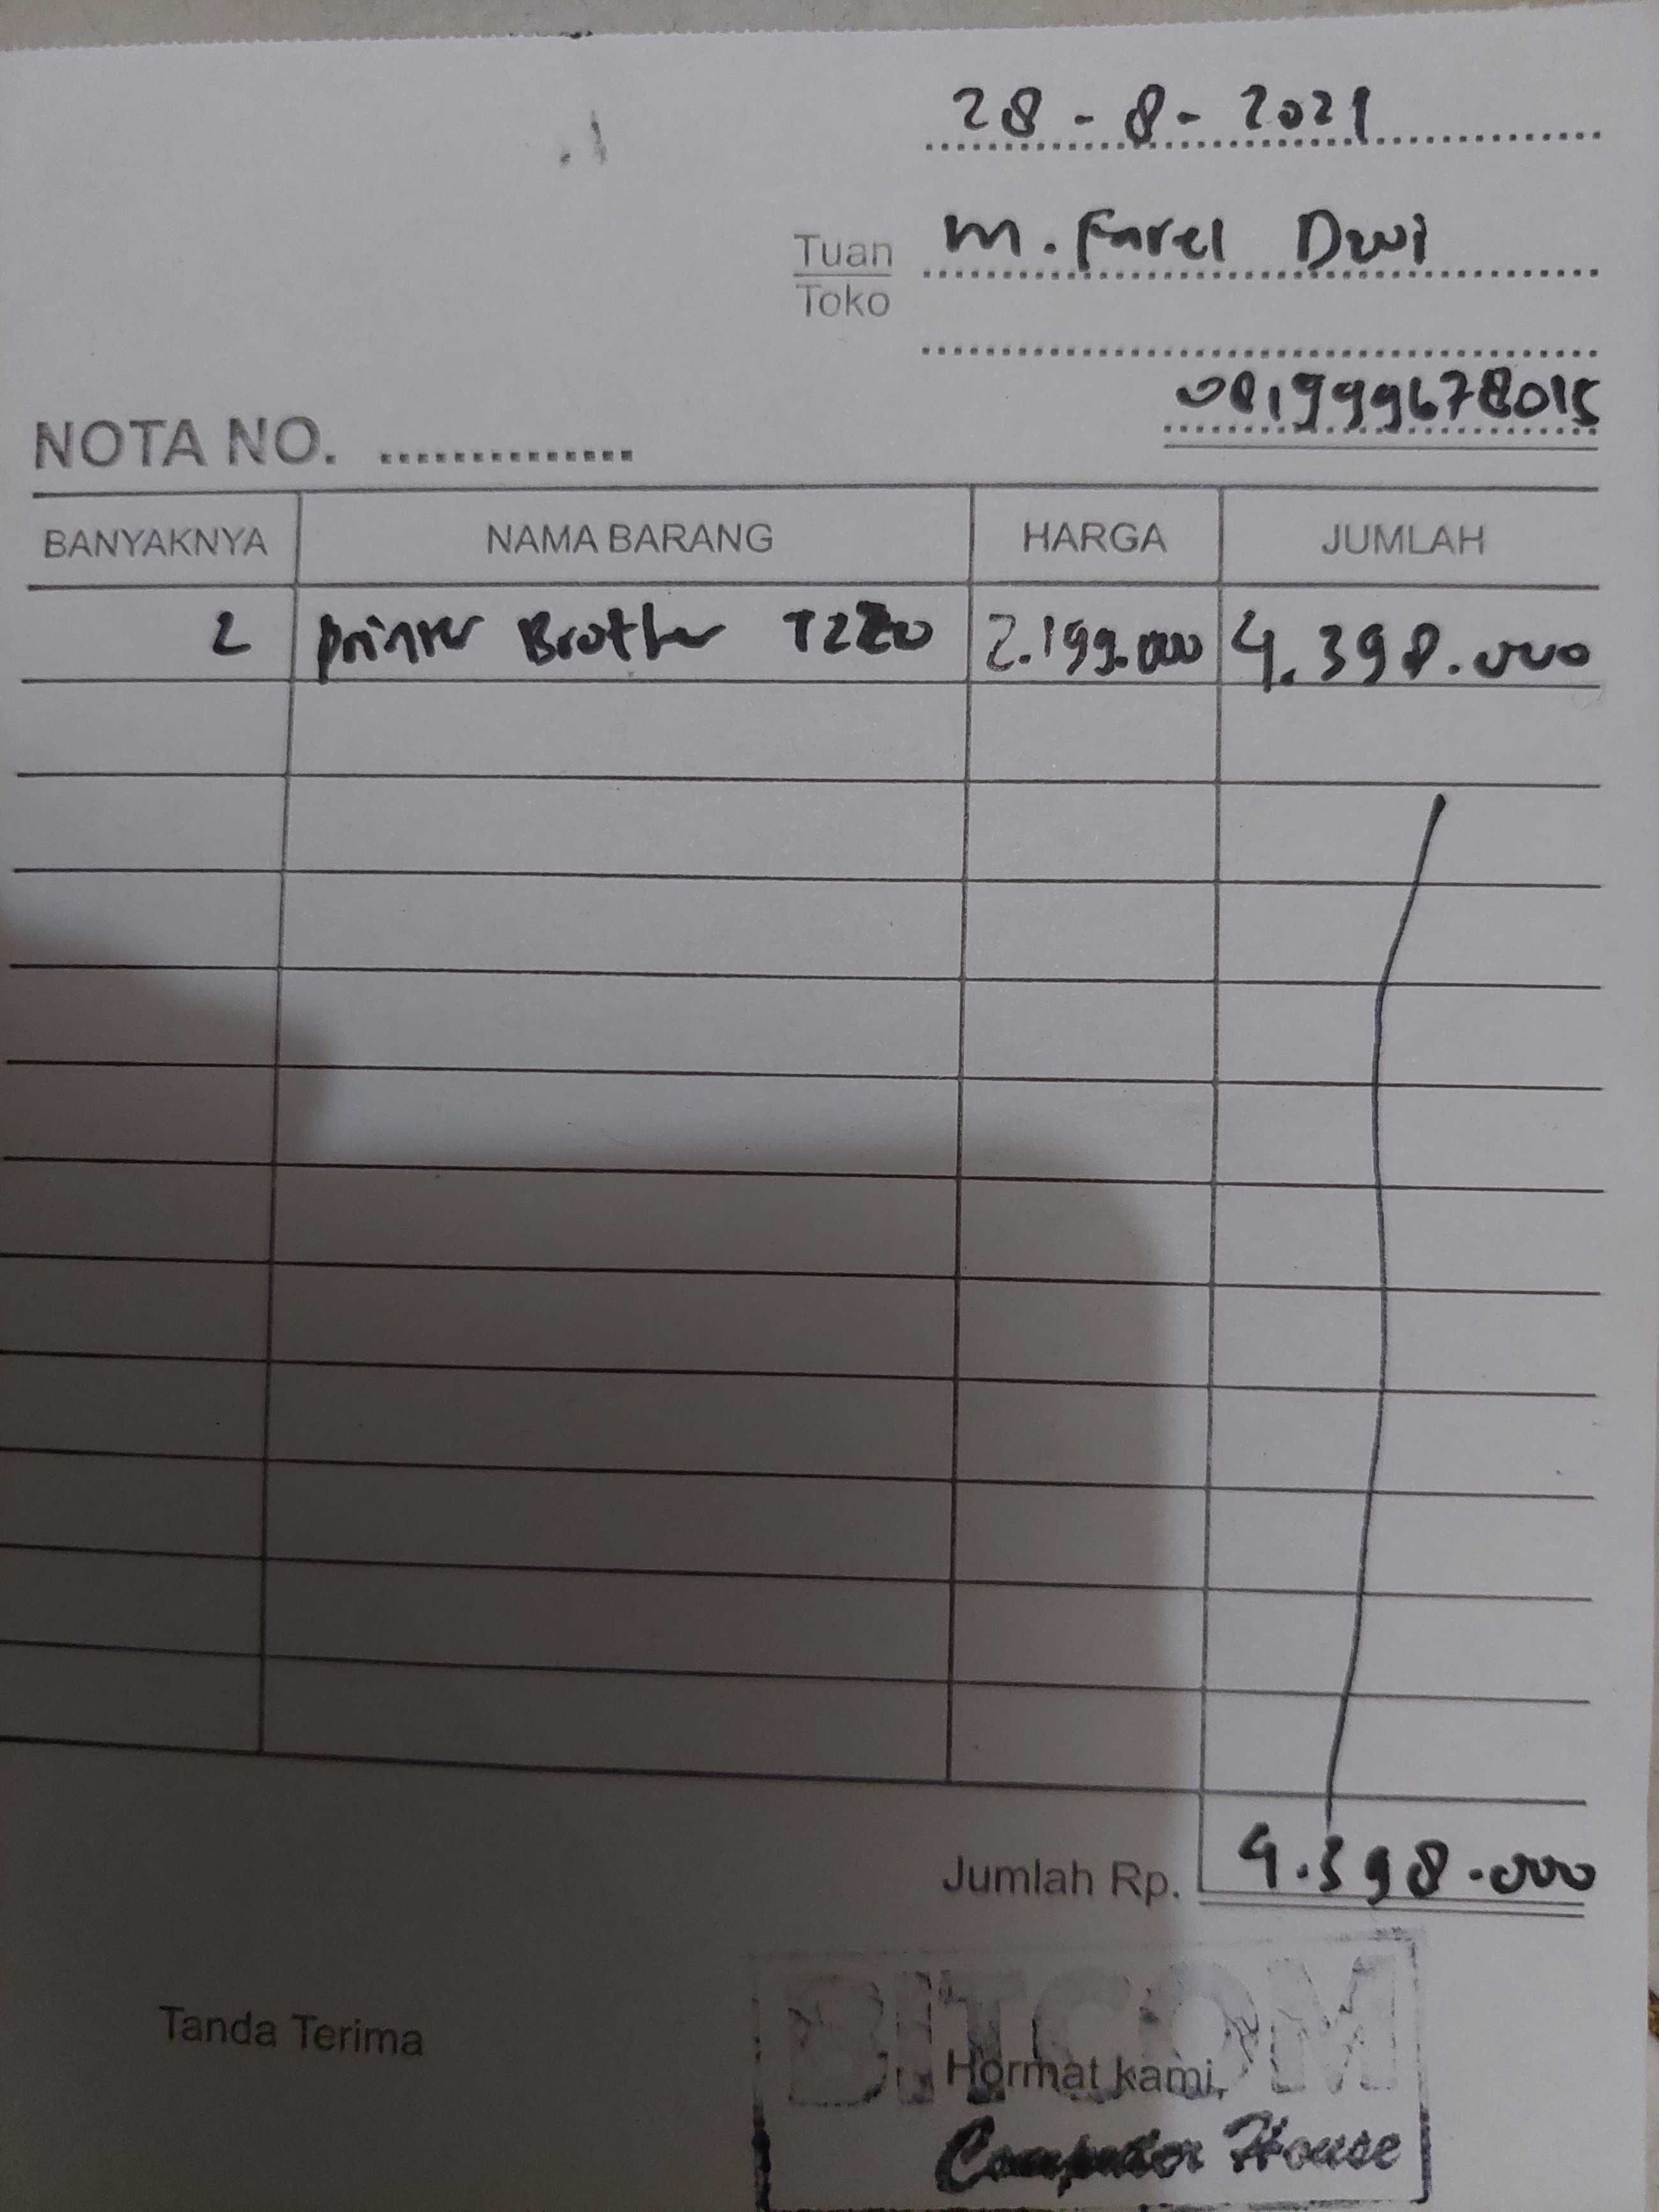 28 - 8 - 2021
Tuan M. Farel Dwi
Toko
081999678015
NOTA NO. ..............
BANYAKNYA NAMA BARANG HARGA JUMLAH
2 Printer Brother T220 2.199.000 4.398.000
Jumlah Rp. 4.398.000
Tanda Terima
BITCOM
Hormat kami,
Computer House